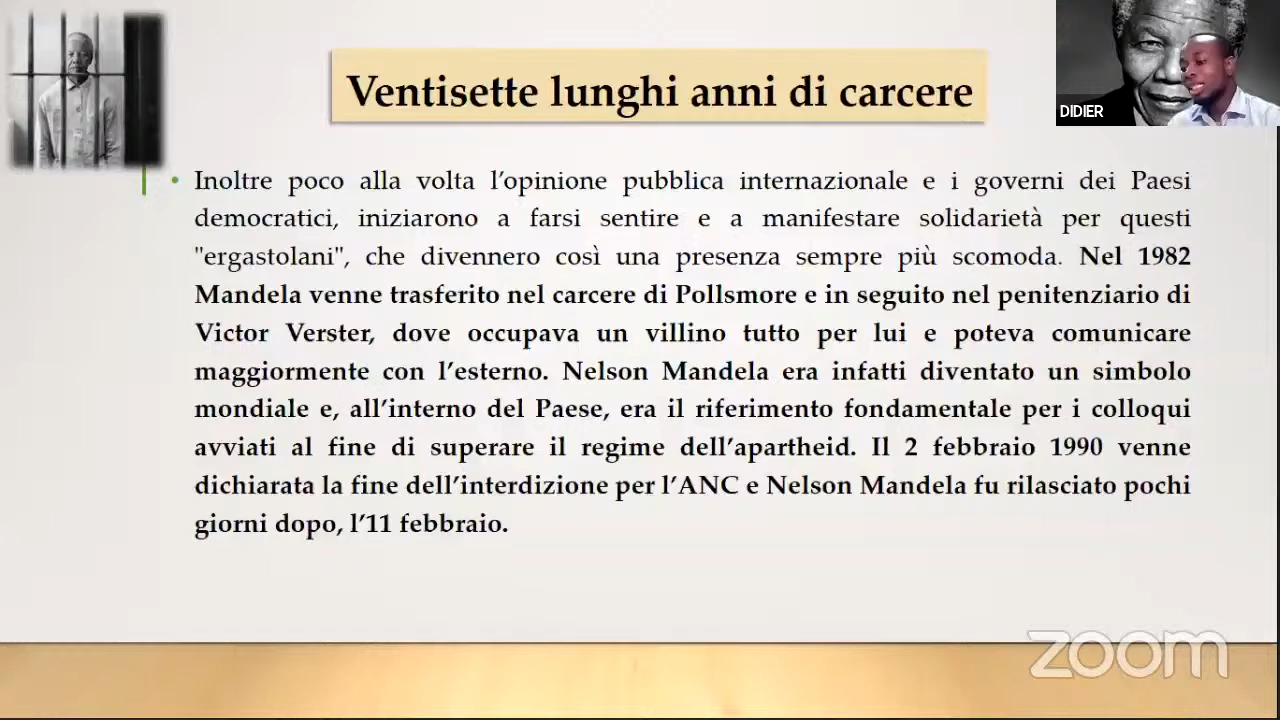 Ventisette lunghi anni di carcere
DIDIER
• Inoltre poco alla volta l'opinione pubblica internazionale e i governi dei Paesi
democratici, iniziarono a farsi sentire e a manifestare solidarietà per questi
"ergastolani", che divennero così una presenza sempre più scomoda. Nel 1982
Mandela venne trasferito nel carcere di Pollsmore e in seguito nel penitenziario di
Victor Verster, dove occupava un villino tutto per lui e poteva comunicare
maggiormente con l'esterno. Nelson Mandela era infatti diventato un simbolo
mondiale e, all'interno del Paese, era il riferimento fondamentale per i colloqui
avviati al fine di superare il regime dell'apartheid. Il 2 febbraio 1990 venne
dichiarata la fine dell'interdizione per l'ANC e Nelson Mandela fu rilasciato pochi
giorni dopo, l'11 febbraio.
zoom